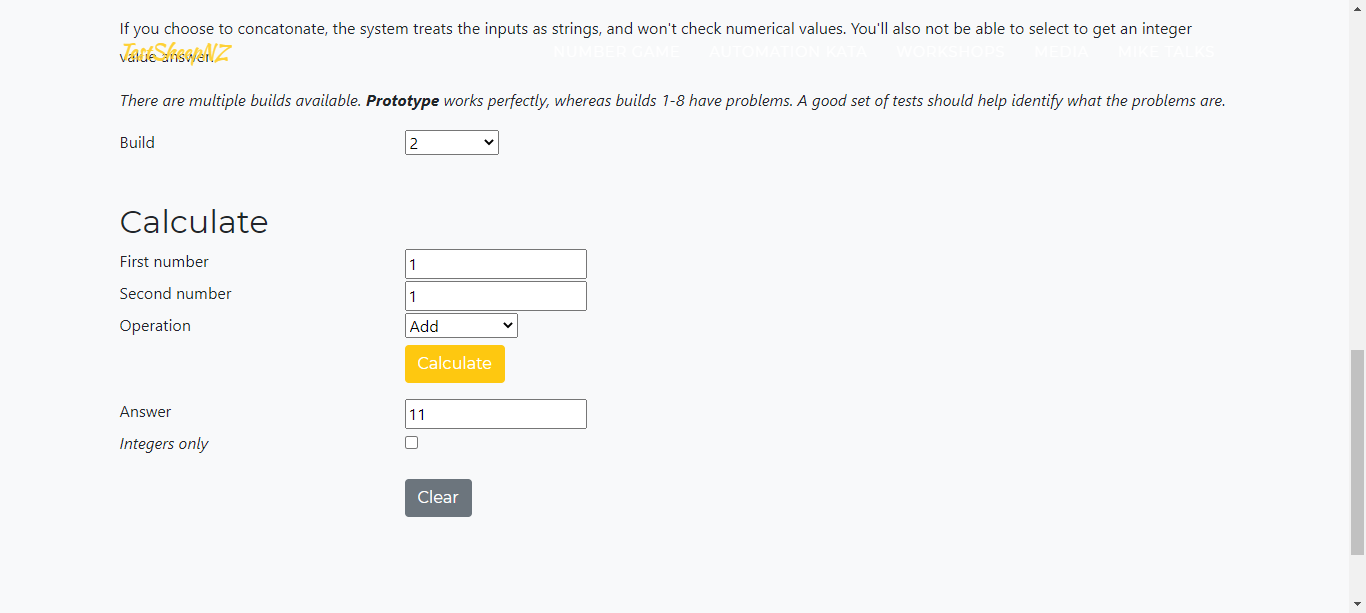 If you choose to concatonate, the system treats the inputs as strings, and won't check numerical values. You'll also not be able to select to get an integer
value answer.
TestSheepNZ NUMBER GAME AUTOMATION WORKSHOPS MEDIA MIKE TALKS
There are multiple builds available. Prototype works perfectly, whereas builds 1-8 have problems. A good set of tests should help identify what the problems are.
Build 2
Calculate
First number 1
Second number 1
Operation Add
Calculate
Answer 11
Integers only
Clear